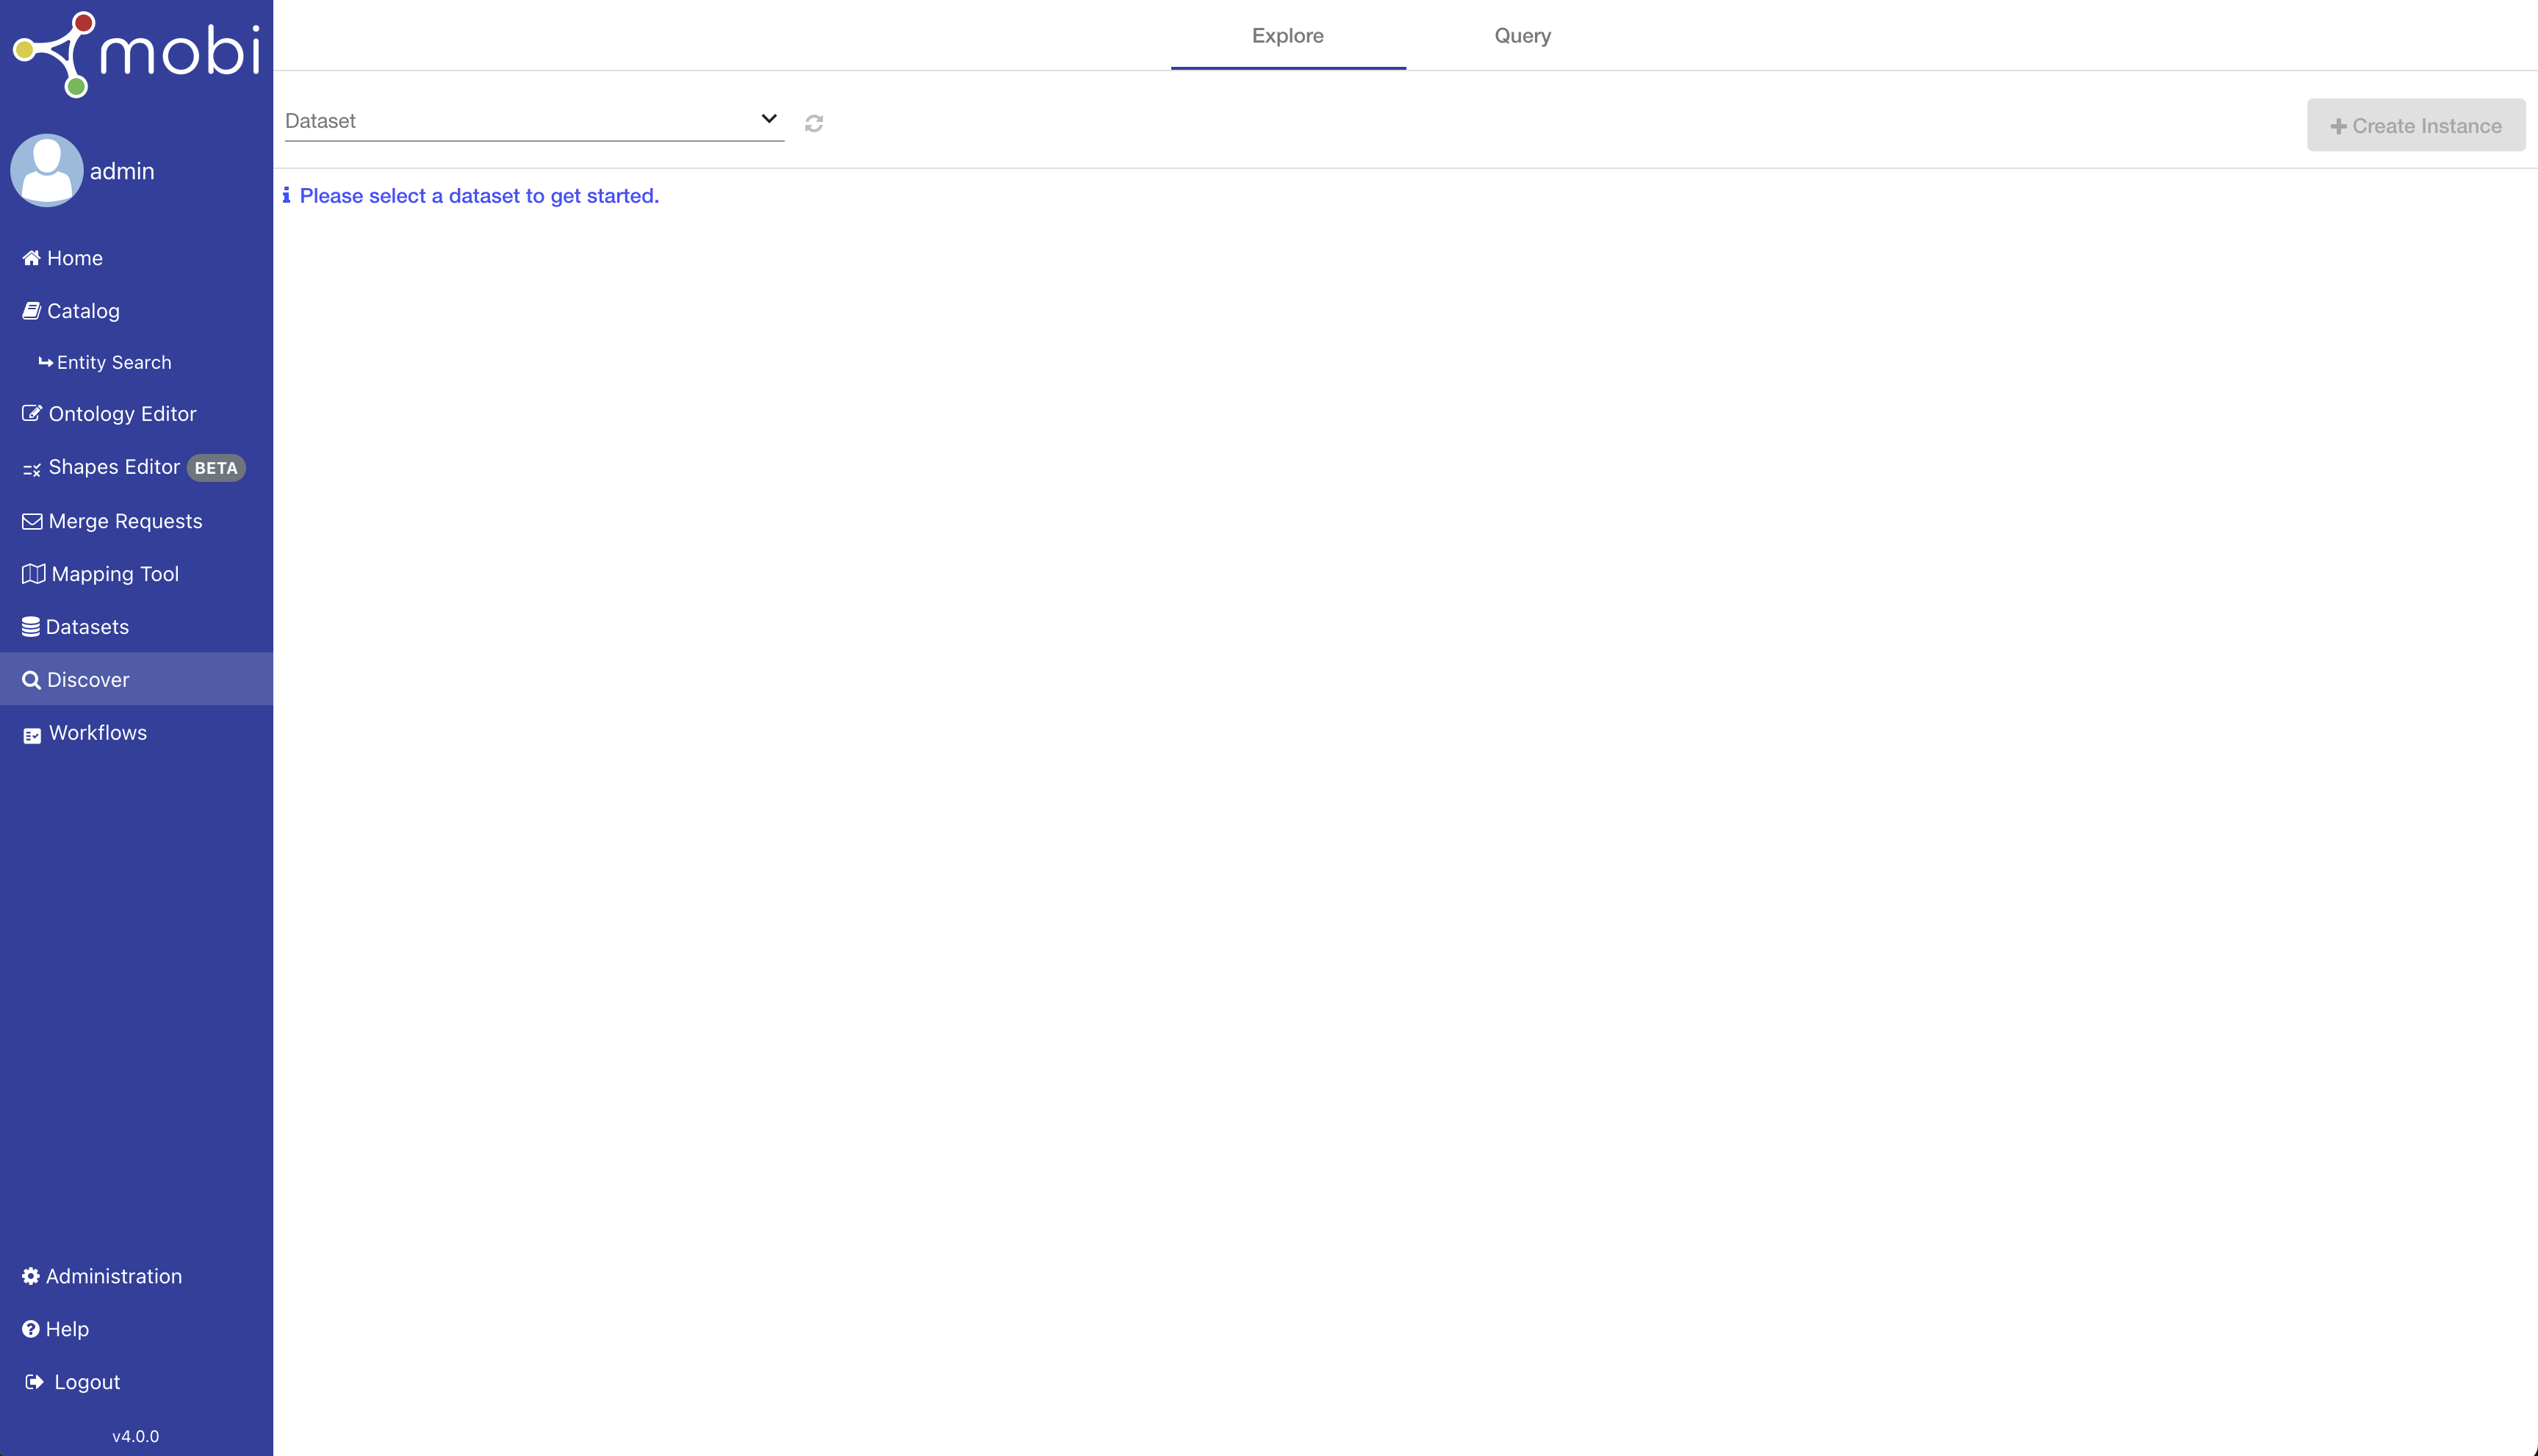 mobi
admin
Home
Catalog
Entity Search
Ontology Editor
Shapes Editor BETA
Merge Requests
Mapping Tool
Datasets
Discover
Workflows
Administration
Help
Logout
v4.0.0
Explore Query
Dataset
Create Instance
Please select a dataset to get started.